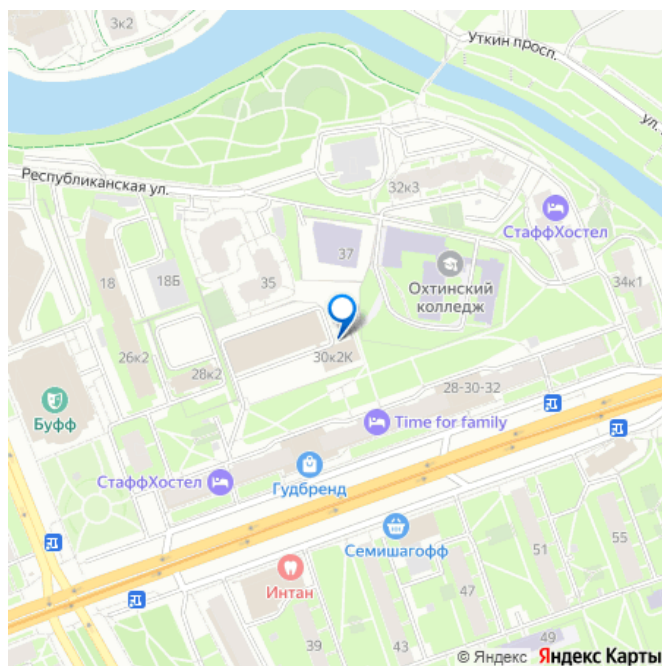 3к2
Уткин просп.
ул.
Республиканская ул.
32к3
СтаффХостел
37
Охтинский
колледж
18
18Б
35
34к1
30к2К
26к2
28к2
28-30-32
Буфф
Time for family
СтаффХостел
Гудбренд
Семишагофф
51
55
Интан
39
43
49
© Яндекс Яндекс Карты